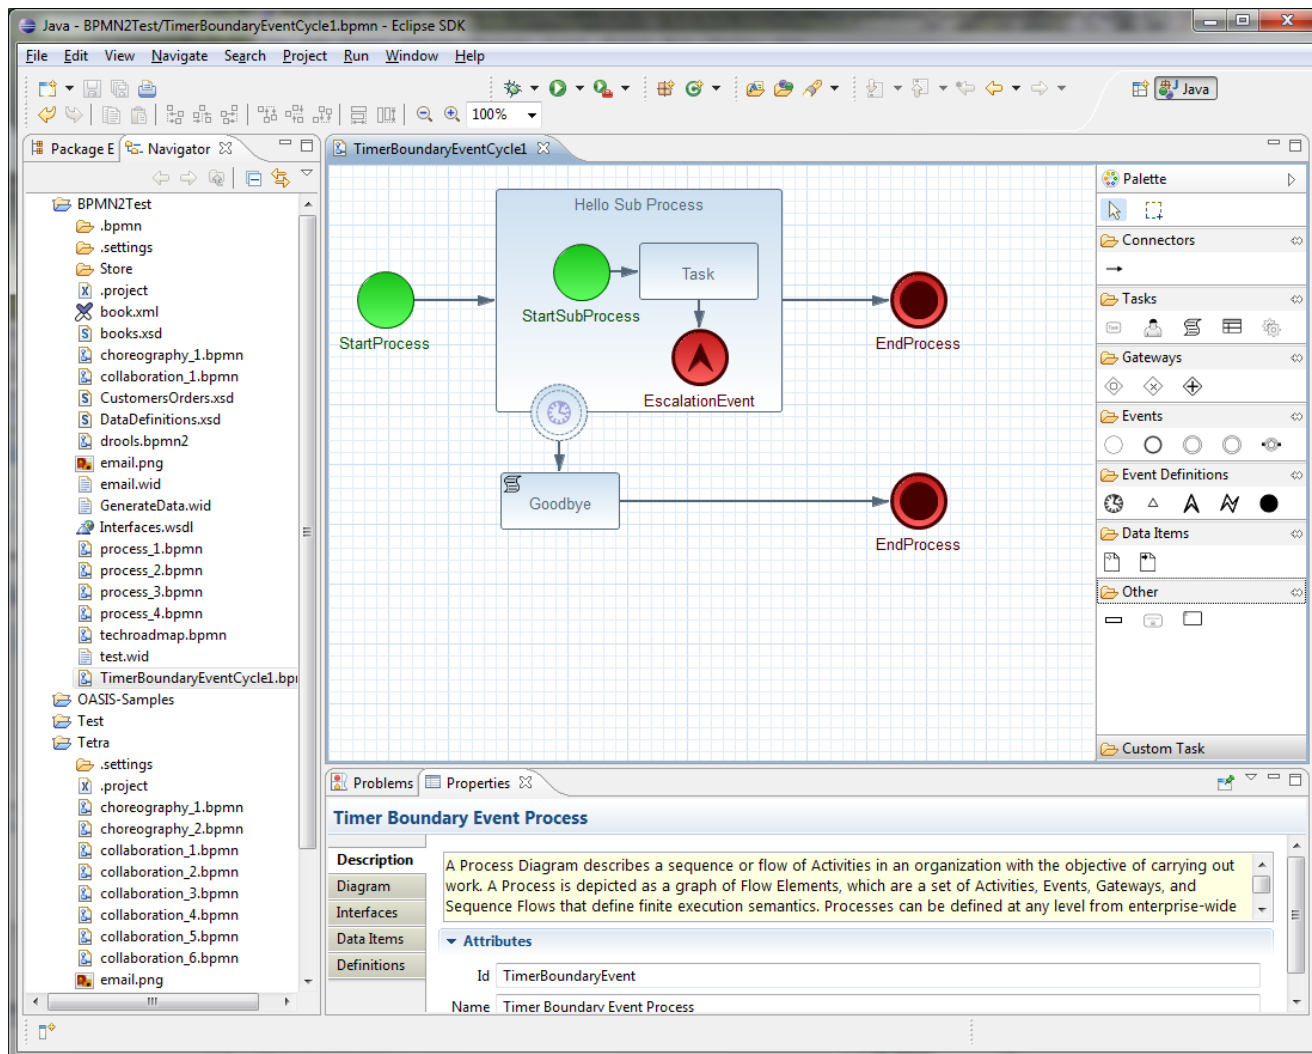 Java - BPMN2Test/TimerBoundaryEventCycle1.bpmn - Eclipse SDK
File Edit View Navigate Search Project Run Window Help
Java
100%
Package E Navigator
BPMN2Test
.bpmn
.settings
Store
.project
book.xml
books.xsd
choreography_1.bpmn
collaboration_1.bpmn
CustomersOrders.xsd
DataDefinitions.xsd
drools.bpmn2
email.png
email.wid
GenerateData.wid
Interfaces.wsdl
process_1.bpmn
process_2.bpmn
process_3.bpmn
process_4.bpmn
techroadmap.bpmn
test.wid
TimerBoundaryEventCycle1.bpi
OASIS-Samples
Test
Tetra
.settings
.project
choreography_1.bpmn
choreography_2.bpmn
collaboration_1.bpmn
collaboration_2.bpmn
collaboration_3.bpmn
collaboration_4.bpmn
collaboration_5.bpmn
collaboration_6.bpmn
email.png
TimerBoundaryEventCycle1
Hello Sub Process
Task
StartSubProcess
StartProcess
EndProcess
EscalationEvent
Goodbye
EndProcess
Palette
Connectors
Tasks
Gateways
Events
Event Definitions
Data Items
Other
Custom Task
Problems Properties
Timer Boundary Event Process
Description
Diagram
Interfaces
Data Items
Definitions
A Process Diagram describes a sequence or flow of Activities in an organization with the objective of carrying out
work. A Process is depicted as a graph of Flow Elements, which are a set of Activities, Events, Gateways, and
Sequence Flows that define finite execution semantics. Processes can be defined at any level from enterprise-wide
Attributes
Id TimerBoundaryEvent
Name Timer Boundary Event Process